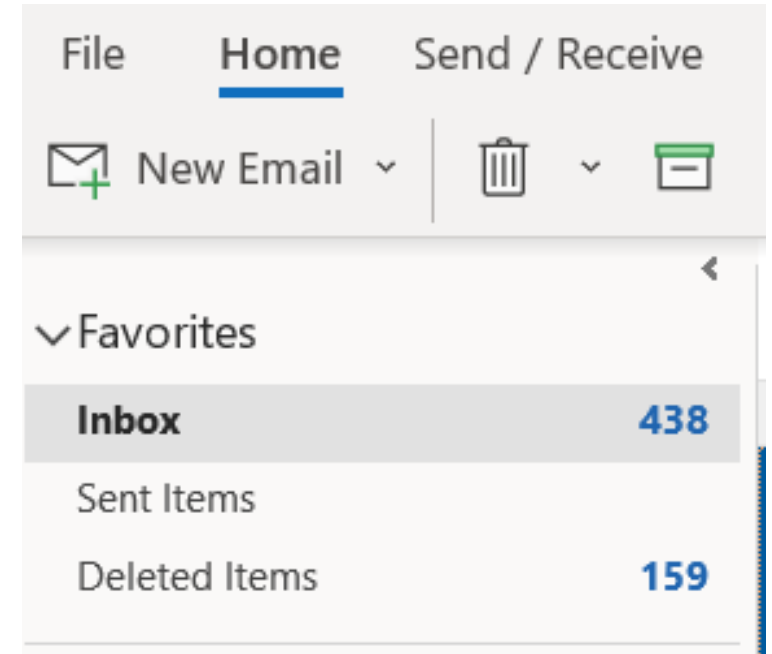 File Home Send / Receive
New Email
Favorites
Inbox 438
Sent Items
Deleted Items 159